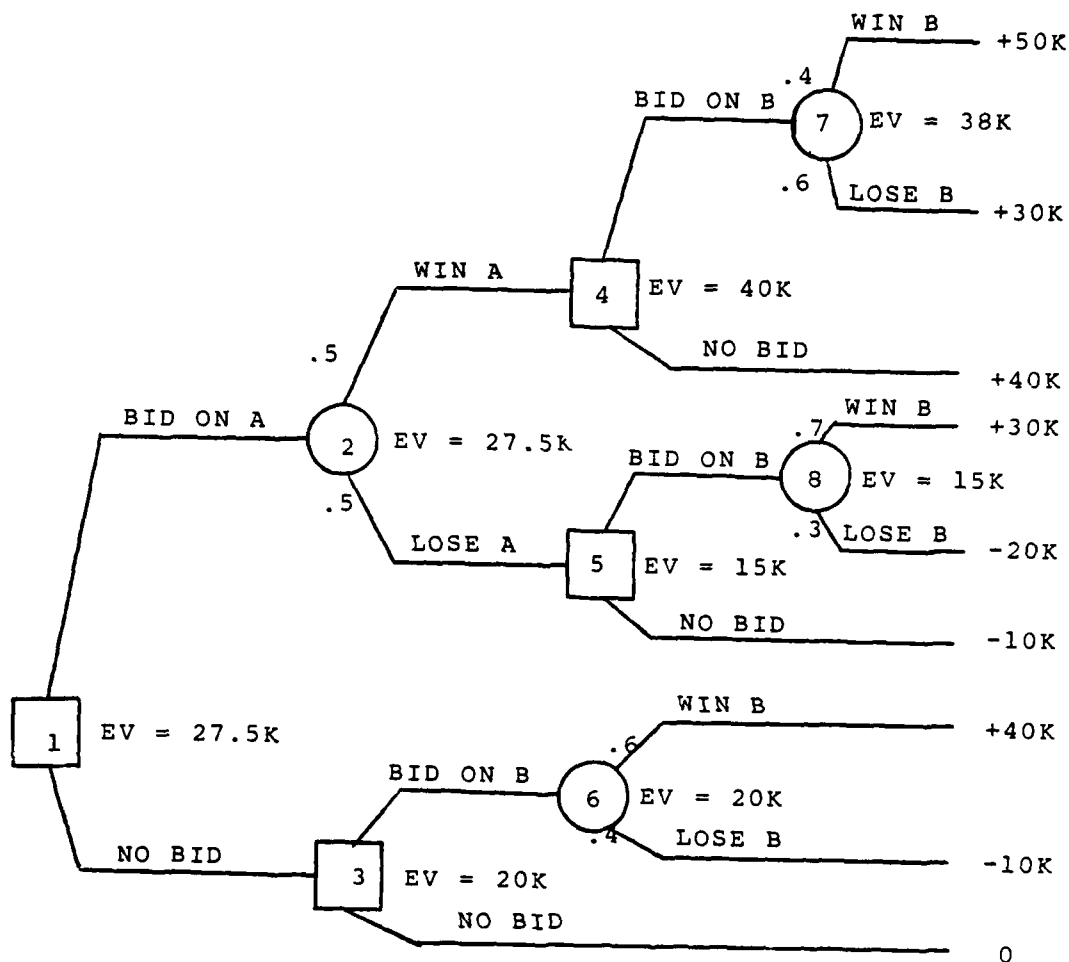 WIN B
+50K
.4
BID ON B
7
EV = 38K
.6
LOSE B
+30K
WIN A
4
EV = 40K
.5
NO BID
+40K
BID ON A
2
EV = 27.5k
WIN B
+30K
.7
BID ON B
8
EV = 15K
.5
.3
LOSE B
-20K
LOSE A
5
EV = 15K
NO BID
-10K
1
EV = 27.5K
WIN B
+40K
.6
BID ON B
6
EV = 20K
.4
LOSE B
-10K
NO BID
3
EV = 20K
NO BID
0